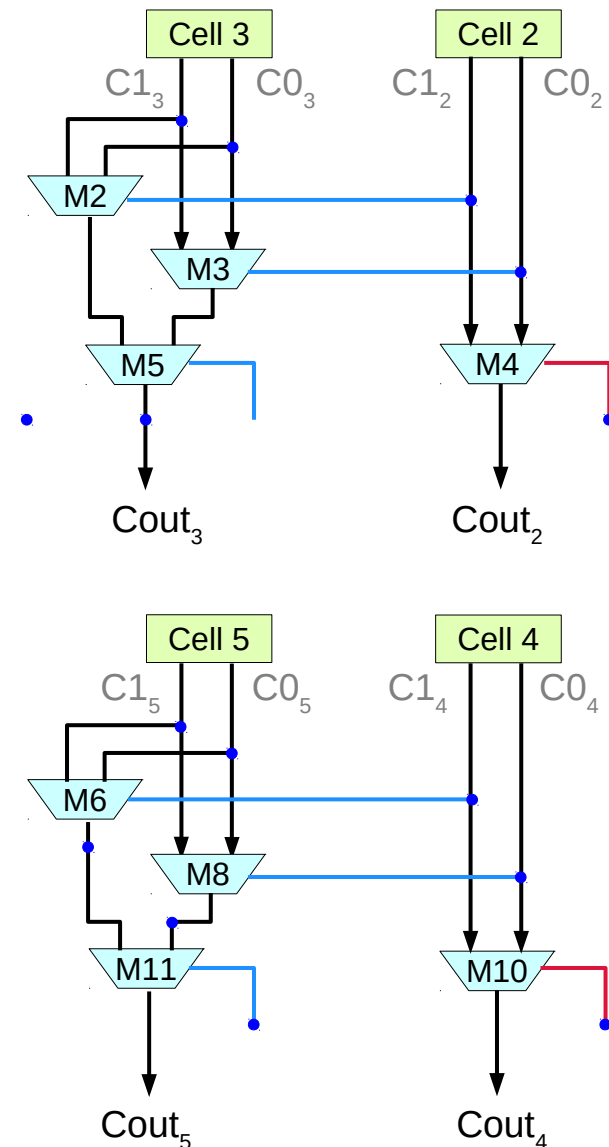 Cell 3 Cell 2
C1₃ C0₃ C1₂ C0₂
M2
M3
M5 M4
Cout₃ Cout₂
Cell 5 Cell 4
C1₅ C0₅ C1₄ C0₄
M6
M8
M11 M10
Cout₅ Cout₄